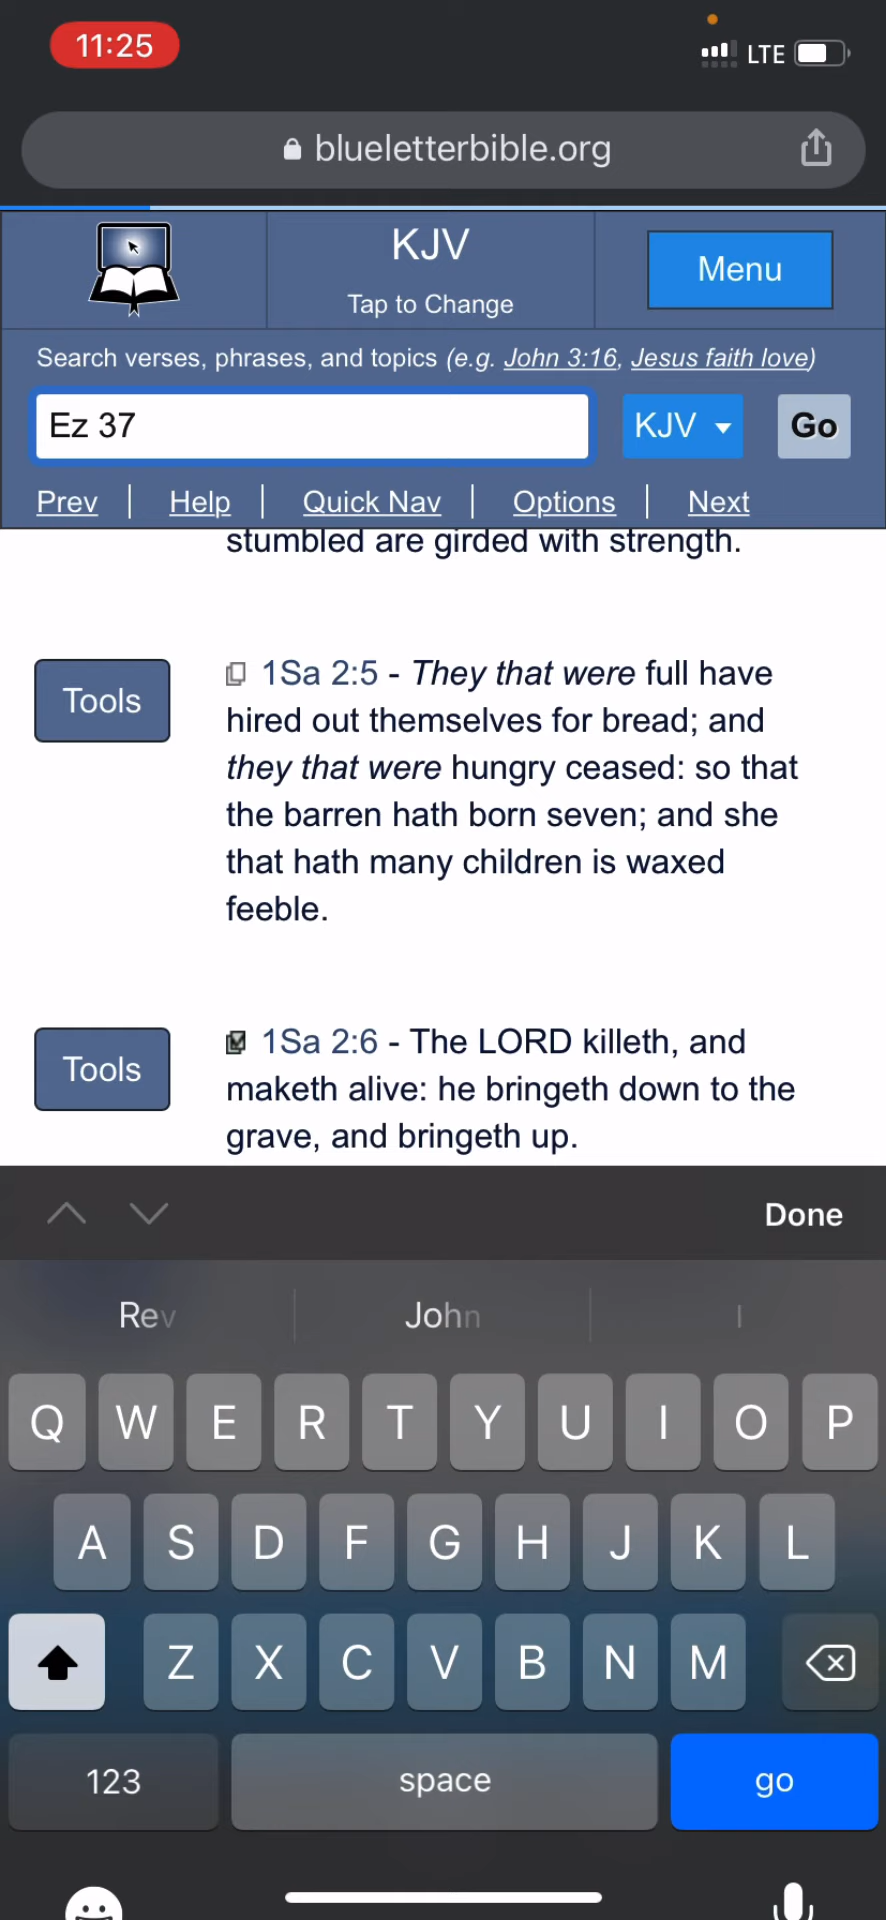 11:25
LTE
blueletterbible.org
KJV
Tap to Change
Menu
Search verses, phrases, and topics (e.g. John 3:16, Jesus faith love)
Ez 37
KJV
Go
Prev | Help | Quick Nav | Options | Next
stumbled are girded with strength.
Tools
1Sa 2:5 - They that were full have
hired out themselves for bread; and
they that were hungry ceased: so that
the barren hath born seven; and she
that hath many children is waxed
feeble.
Tools
1Sa 2:6 - The LORD killeth, and
maketh alive: he bringeth down to the
grave, and bringeth up.
Done
Rev John I
Q W E R T Y U I O P
A S D F G H J K L
Z X C V B N M
123 space go